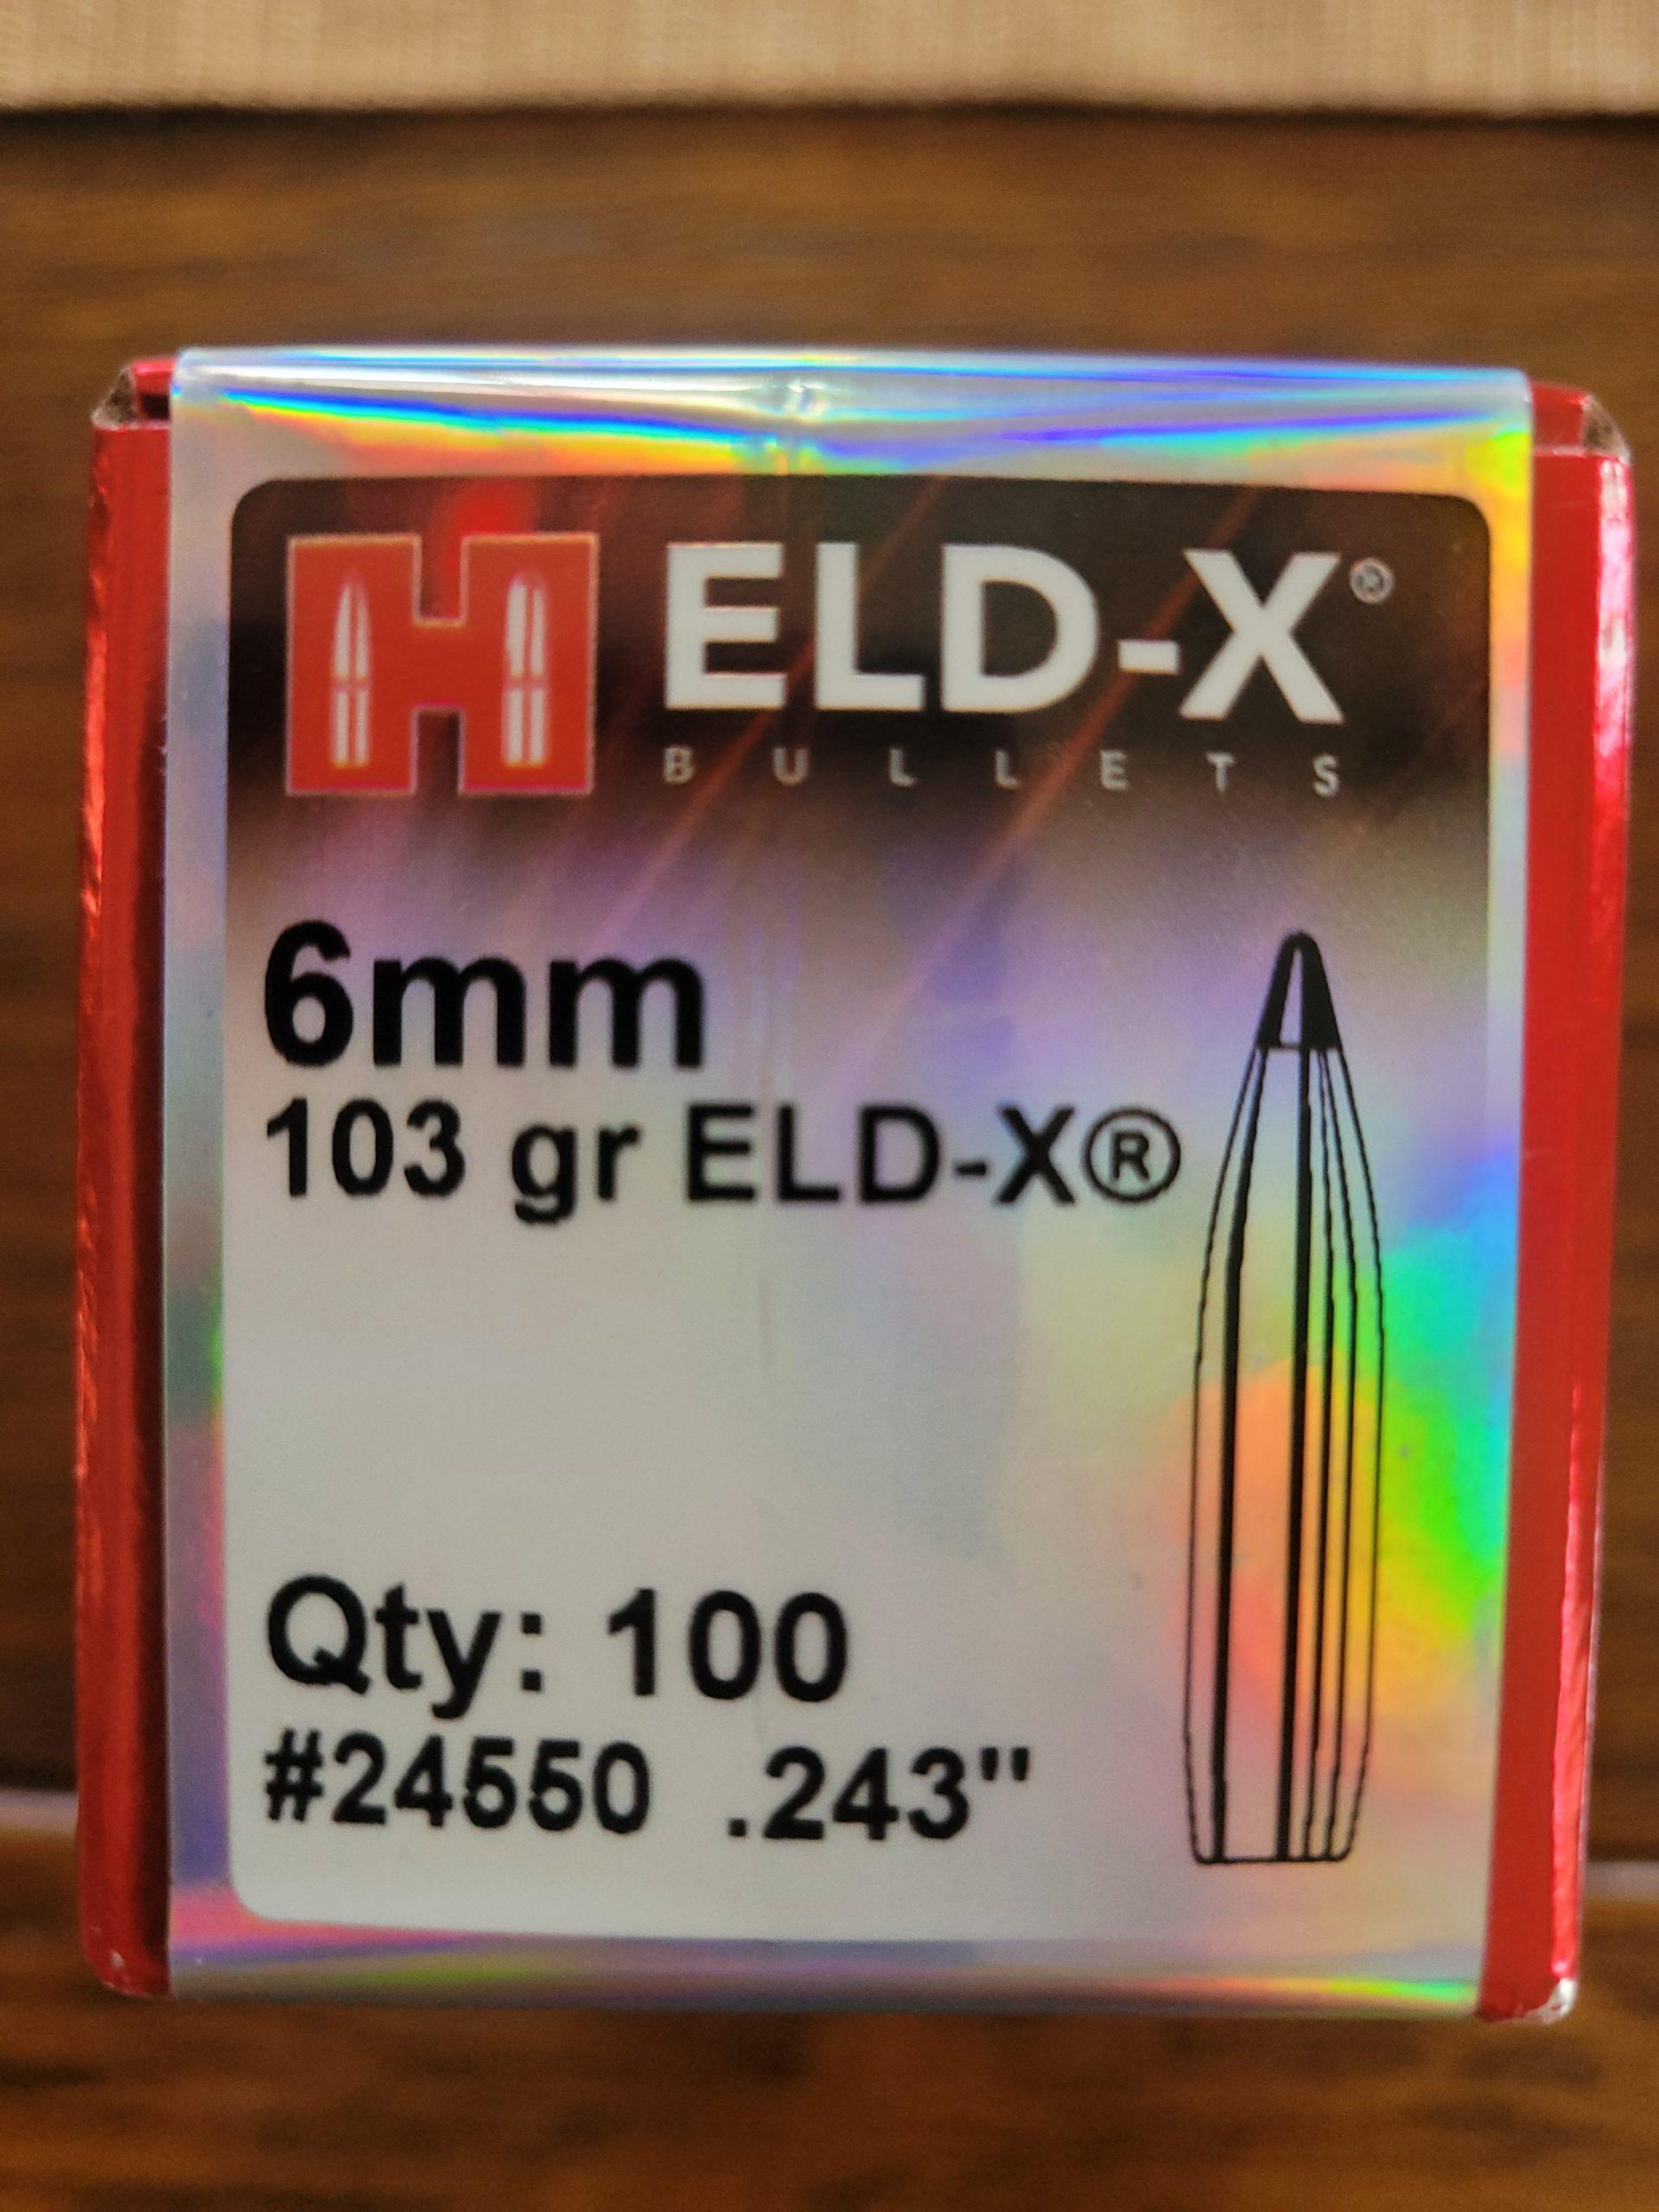 H ELD-X®
BULLETS
6mm
103 gr ELD-X®
Qty: 100
#24550 .243"